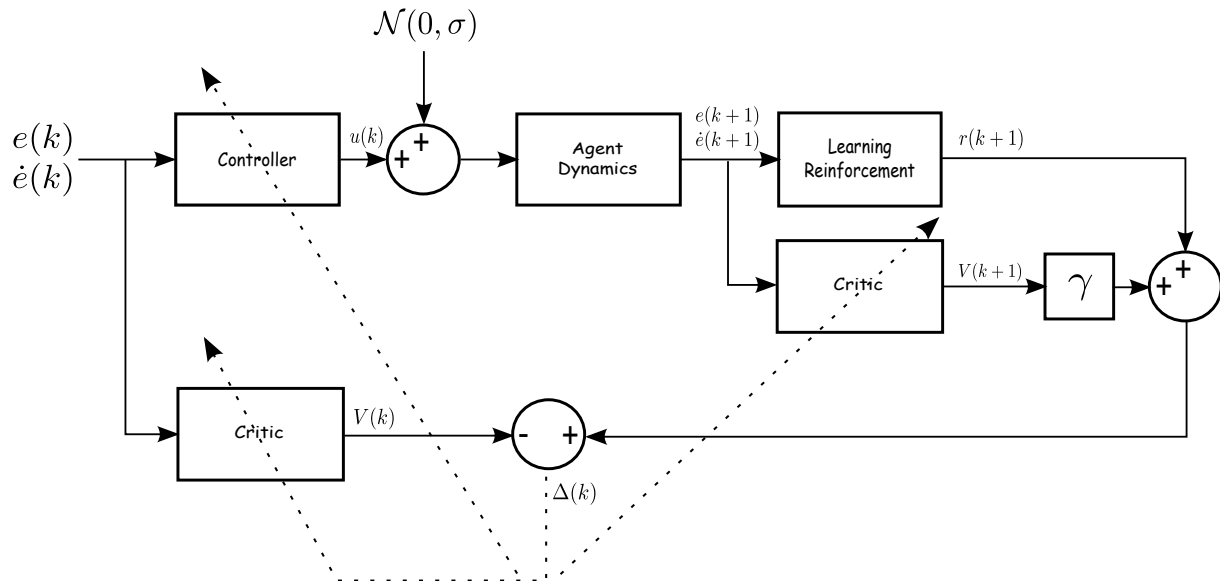 𝒩(0, σ)
e(k)
ė(k)
Controller
u(k)
+
+
Agent
Dynamics
e(k+1)
ė(k+1)
Learning
Reinforcement
r(k+1)
Critic
V(k+1)
γ
+
+
Critic
V(k)
-
+
Δ(k)